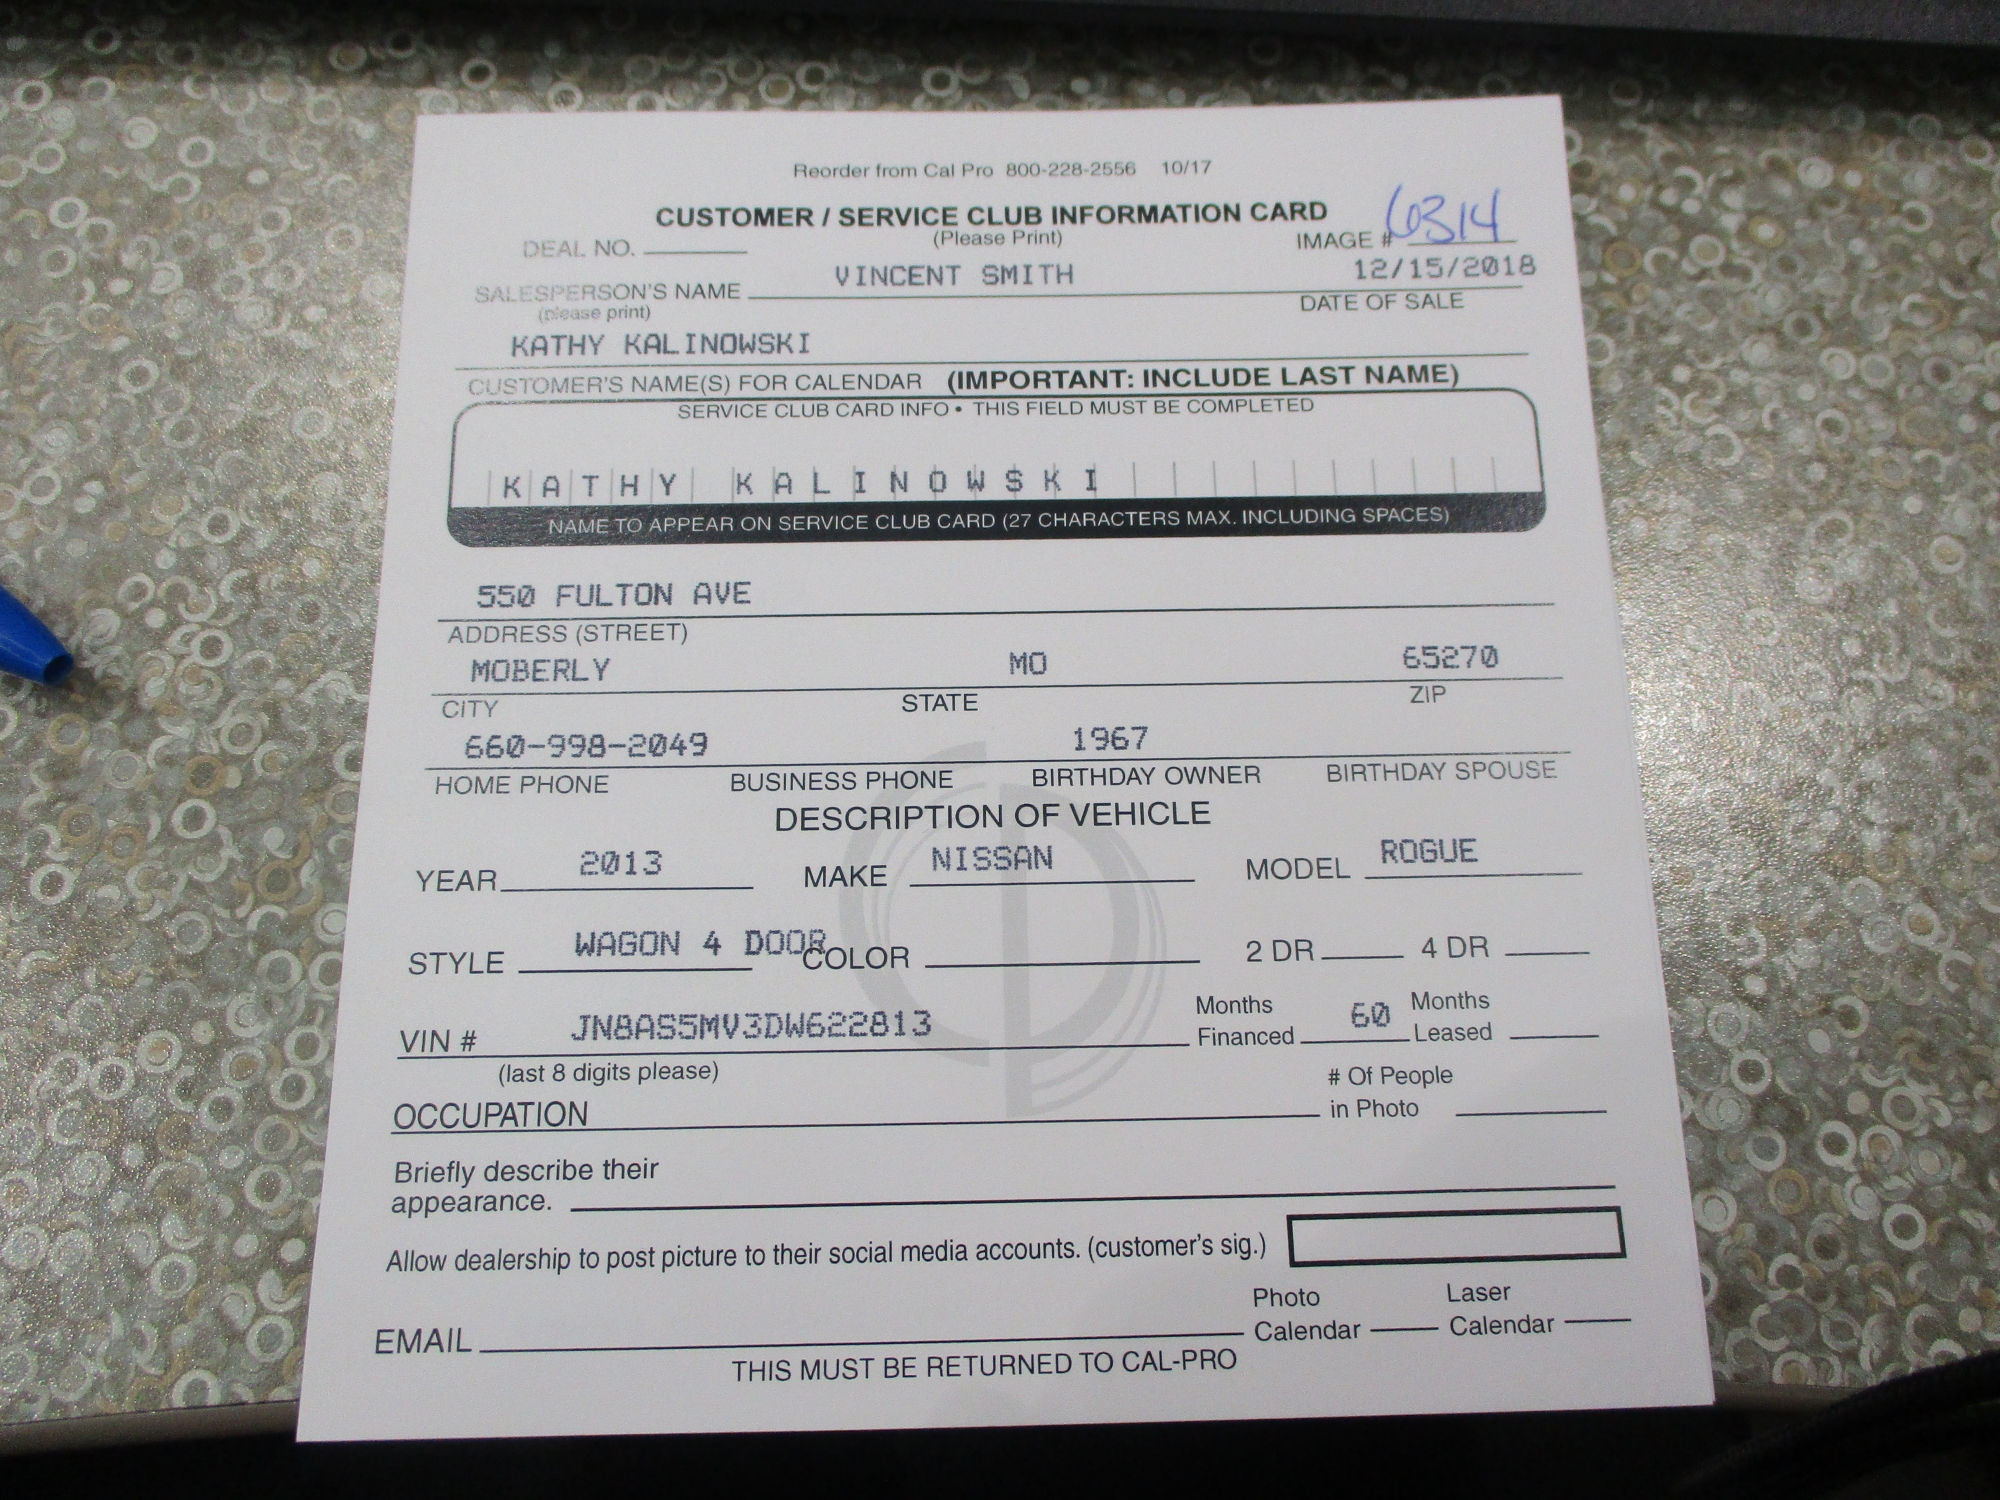 Reorder from Cal Pro 800-228-2556 10/17
CUSTOMER / SERVICE CLUB INFORMATION CARD
(Please Print)
DEAL NO. IMAGE # 6314
VINCENT SMITH 12/15/2018
SALESPERSON'S NAME DATE OF SALE
(please print)
KATHY KALINOWSKI
CUSTOMER'S NAME(S) FOR CALENDAR (IMPORTANT: INCLUDE LAST NAME)
SERVICE CLUB CARD INFO • THIS FIELD MUST BE COMPLETED
KATHY KALINOWSKI
NAME TO APPEAR ON SERVICE CLUB CARD (27 CHARACTERS MAX. INCLUDING SPACES)
550 FULTON AVE
ADDRESS (STREET)
MOBERLY MO 65270
CITY STATE ZIP
660-998-2049 1967
HOME PHONE BUSINESS PHONE BIRTHDAY OWNER BIRTHDAY SPOUSE
DESCRIPTION OF VEHICLE
YEAR 2013 MAKE NISSAN MODEL ROGUE
STYLE WAGON 4 DOOR COLOR 2 DR 4 DR
VIN # JN8AS5MV3DW622813 Months Financed 60 Months Leased
(last 8 digits please)
OCCUPATION # Of People in Photo
Briefly describe their
appearance.
Allow dealership to post picture to their social media accounts. (customer's sig.)
EMAIL Photo Calendar Laser Calendar
THIS MUST BE RETURNED TO CAL-PRO